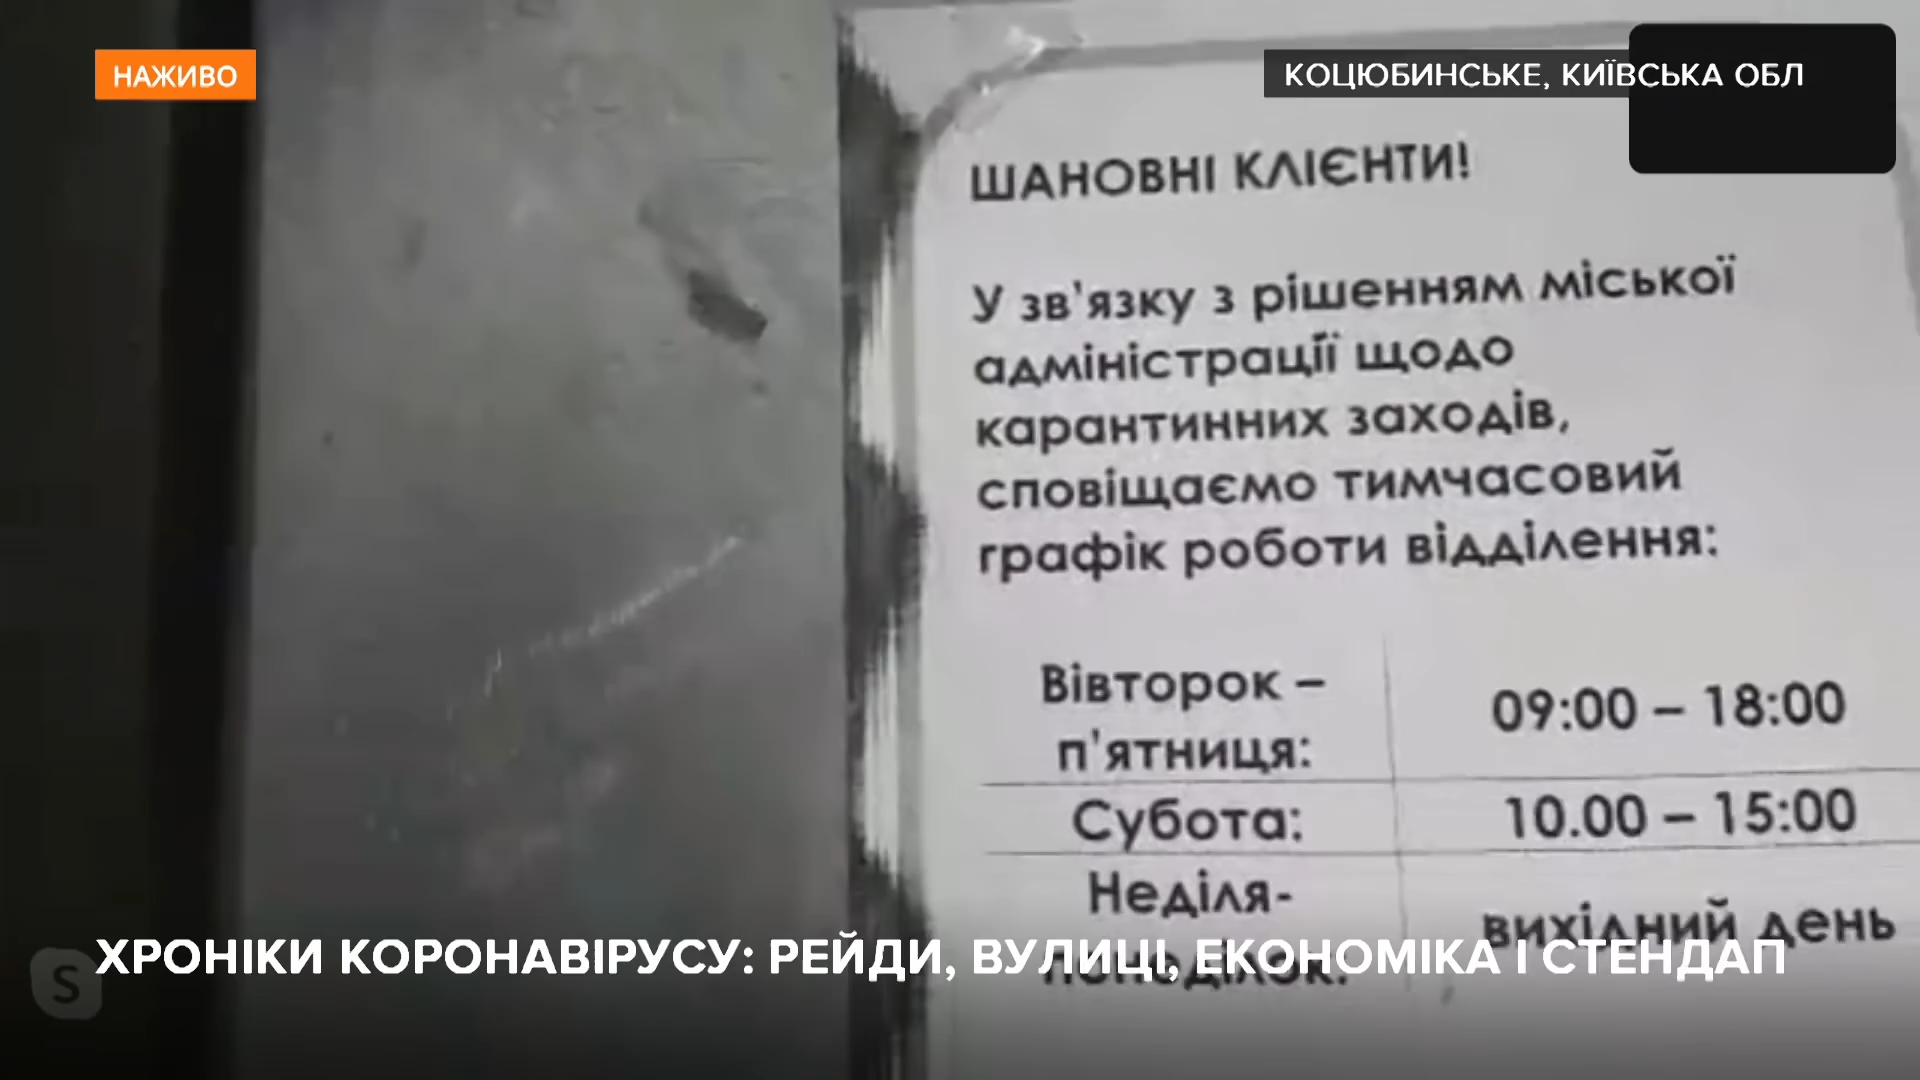 НАЖИВО
КОЦЮБИНСЬКЕ, КИЇВСЬКА ОБЛ
ШАНОВНІ КЛІЄНТИ!
У зв'язку з рішенням міської
адміністрації щодо
карантинних заходів,
сповіщаємо тимчасовий
графік роботи відділення:
Вівторок –
п'ятниця:
09:00 – 18:00
Субота:
10.00 – 15:00
Неділя-
понеділок:
вихідний день
ХРОНІКИ КОРОНАВІРУСУ: РЕЙДИ, ВУЛИЦІ, ЕКОНОМІКА І СТЕНДАП
S